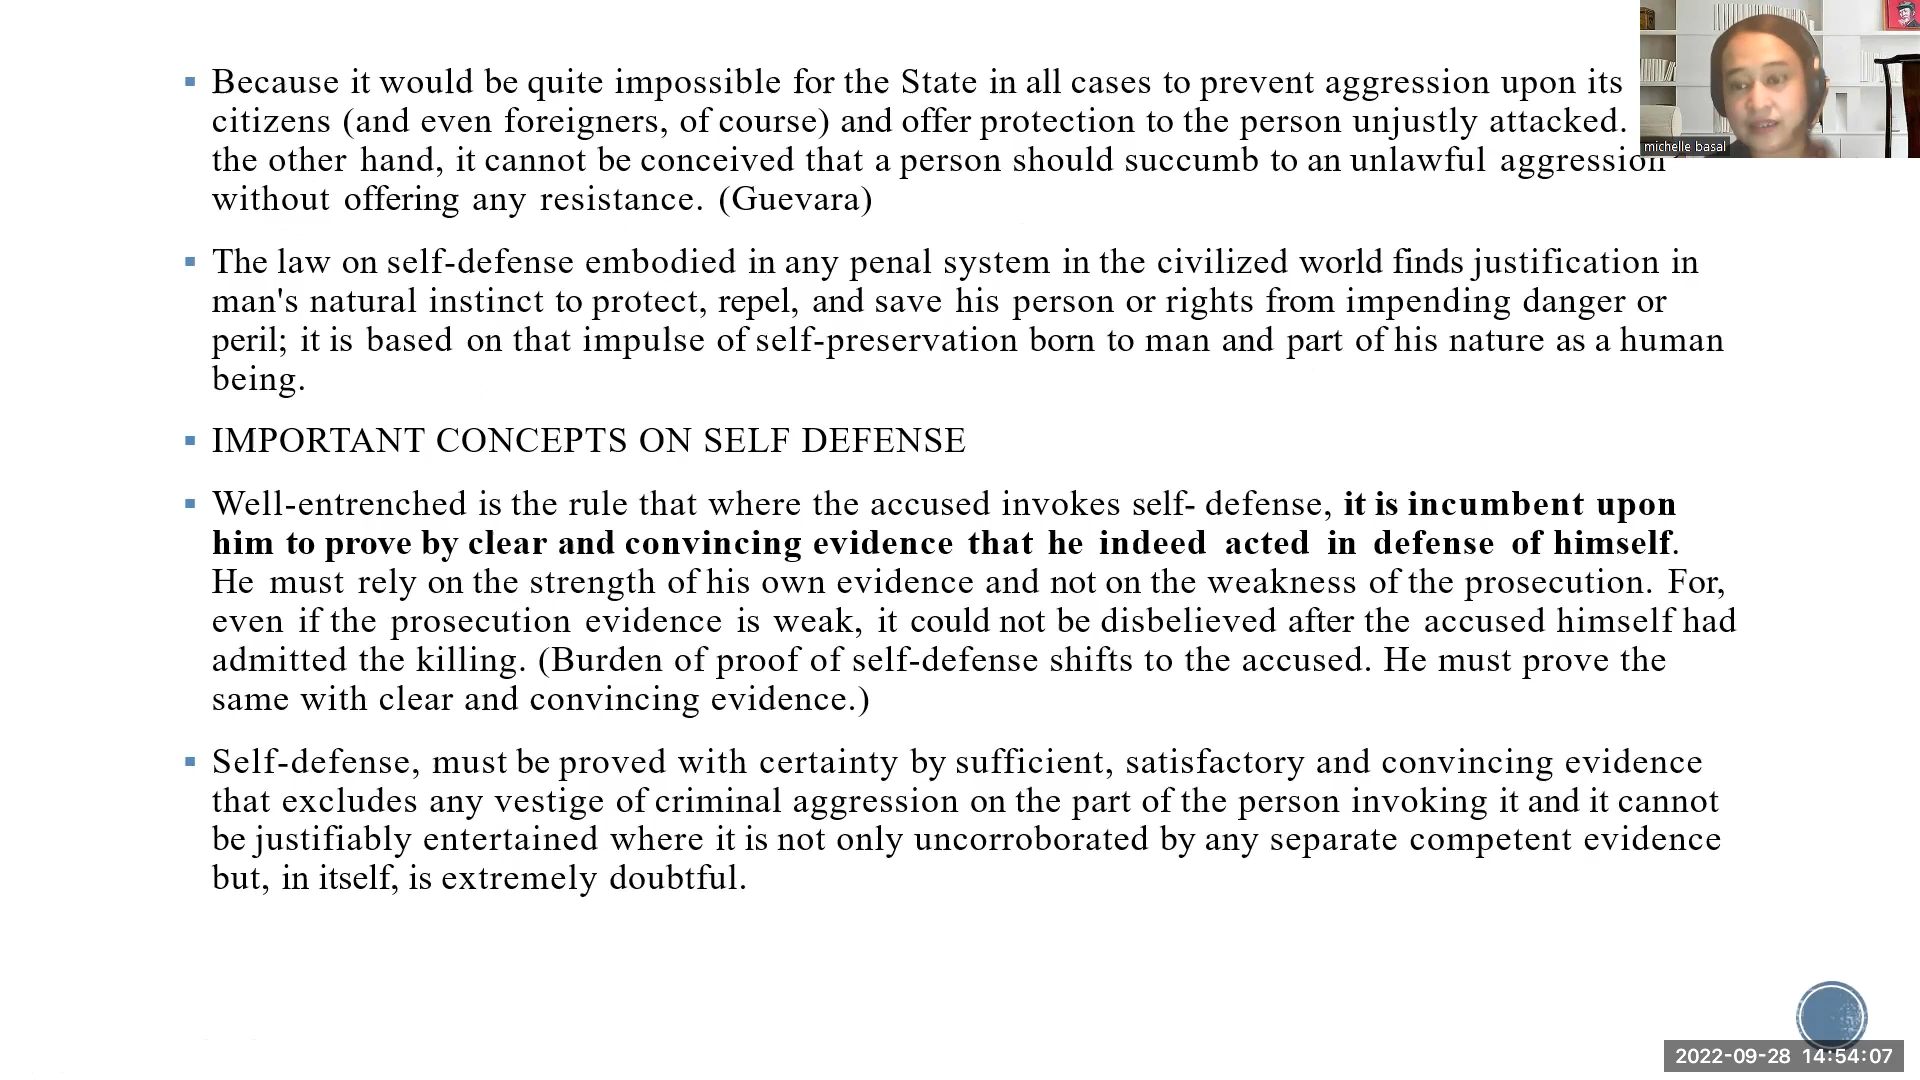 Because it would be quite impossible for the State in all cases to prevent aggression upon its
citizens (and even foreigners, of course) and offer protection to the person unjustly attacked.
the other hand, it cannot be conceived that a person should succumb to an unlawful aggression
without offering any resistance. (Guevara)
The law on self-defense embodied in any penal system in the civilized world finds justification in
man's natural instinct to protect, repel, and save his person or rights from impending danger or
peril; it is based on that impulse of self-preservation born to man and part of his nature as a human
being.
IMPORTANT CONCEPTS ON SELF DEFENSE
Well-entrenched is the rule that where the accused invokes self- defense, it is incumbent upon
him to prove by clear and convincing evidence that he indeed acted in defense of himself.
He must rely on the strength of his own evidence and not on the weakness of the prosecution. For,
even if the prosecution evidence is weak, it could not be disbelieved after the accused himself had
admitted the killing. (Burden of proof of self-defense shifts to the accused. He must prove the
same with clear and convincing evidence.)
Self-defense, must be proved with certainty by sufficient, satisfactory and convincing evidence
that excludes any vestige of criminal aggression on the part of the person invoking it and it cannot
be justifiably entertained where it is not only uncorroborated by any separate competent evidence
but, in itself, is extremely doubtful.
michelle basal
2022-09-28 14:54:07